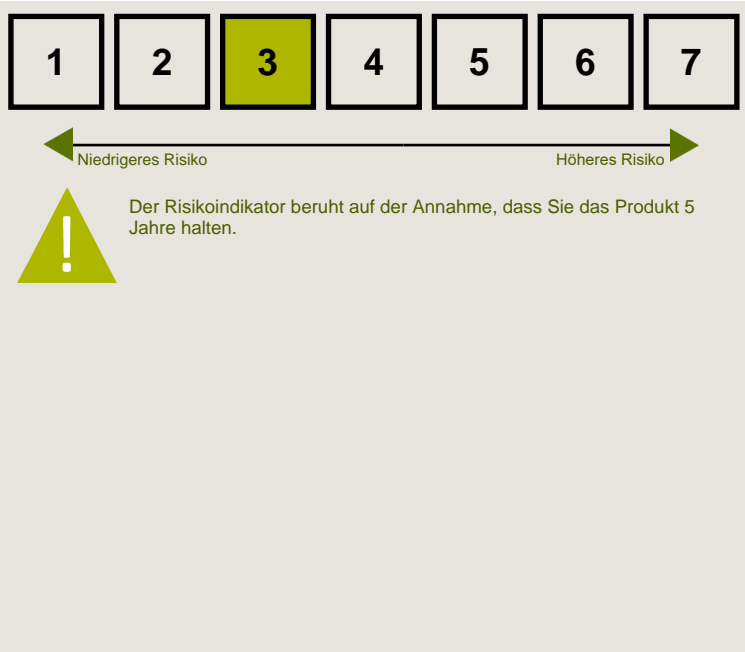 1 2 3 4 5 6 7
Niedrigeres Risiko Höheres Risiko
! Der Risikoindikator beruht auf der Annahme, dass Sie das Produkt 5
Jahre halten.